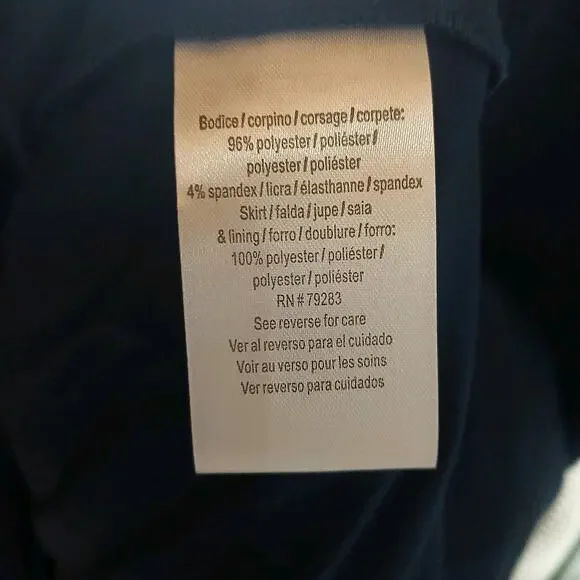 Bodice/corpino/corsage/corpete:
96% polyester/poliéster/
polyester/poliéster
4% spandex/licra/élasthanne/spandex
Skirt/falda/jupe/saia
& lining/forro/doublure/forro:
100% polyester/poliéster/
polyester/poliéster
RN#79283
See reverse for care
Ver al reverso para el cuidado
Voir au verso pour les soins
Ver reverso para cuidados